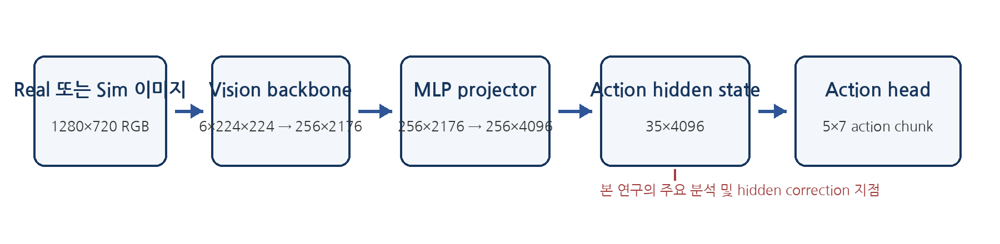 Real 또는 Sim 이미지
1280×720 RGB
Vision backbone
6×224×224 → 256×2176
MLP projector
256×2176 → 256×4096
Action hidden state
35×4096
Action head
5×7 action chunk
본 연구의 주요 분석 및 hidden correction 지점